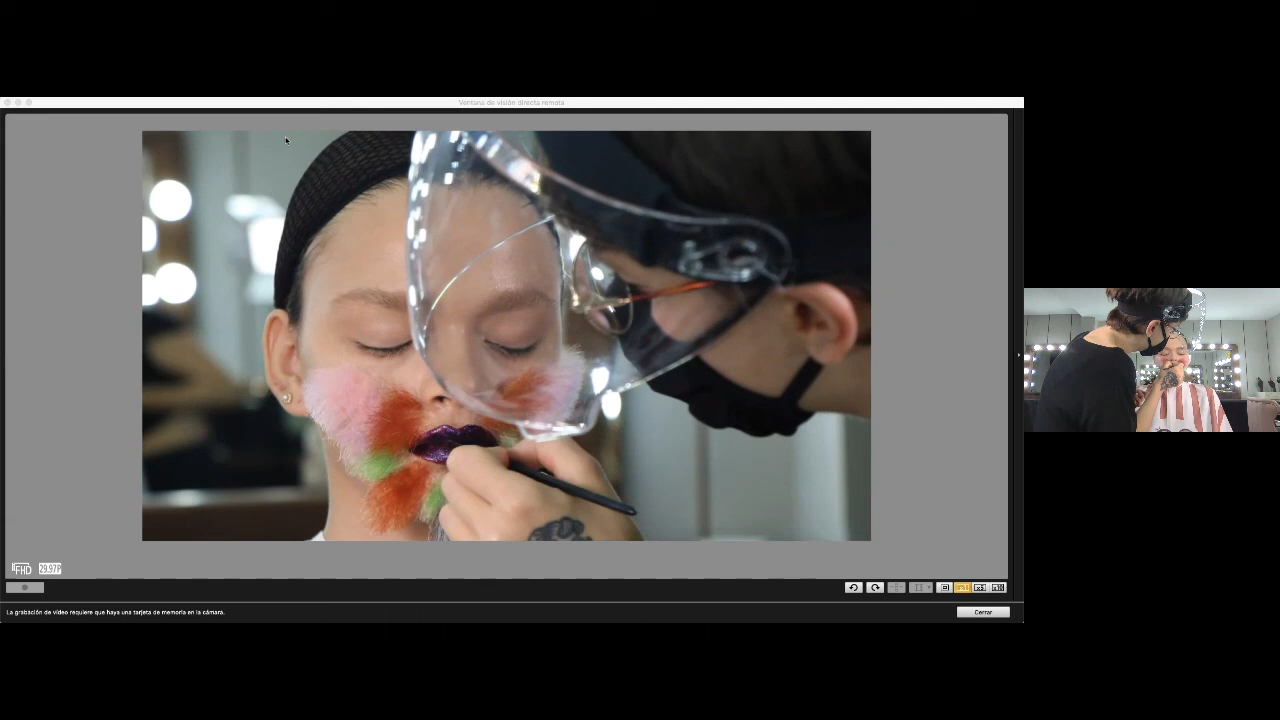 Ventana de visión directa remota
FHD 29.97P
La grabación de vídeo requiere que haya una tarjeta de memoria en la cámara.
Cerrar